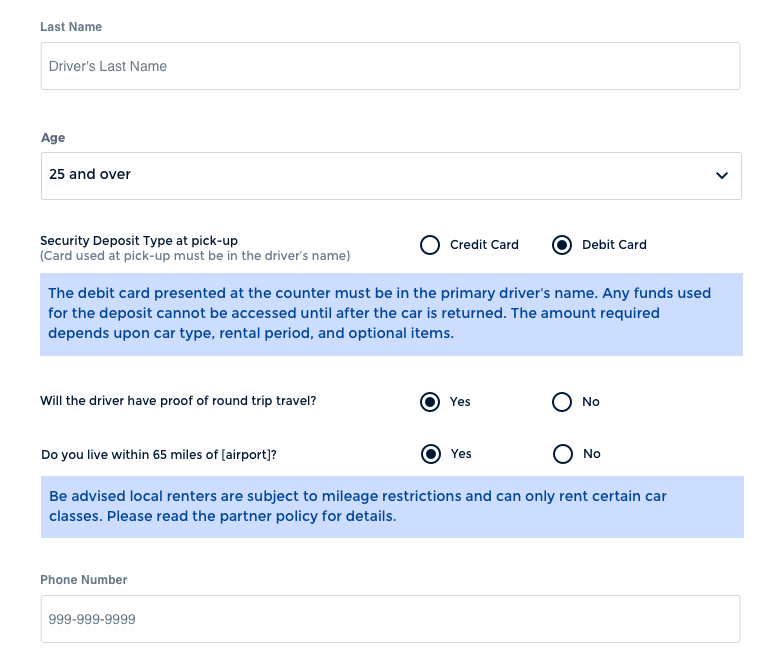 Last Name
Driver's Last Name
Age
25 and over
Security Deposit Type at pick-up
(Card used at pick-up must be in the driver's name)
Credit Card
Debit Card
The debit card presented at the counter must be in the primary driver's name. Any funds used
for the deposit cannot be accessed until after the car is returned. The amount required
depends upon car type, rental period, and optional items.
Will the driver have proof of round trip travel?
Yes
No
Do you live within 65 miles of [airport]?
Yes
No
Be advised local renters are subject to mileage restrictions and can only rent certain car
classes. Please read the partner policy for details.
Phone Number
999-999-9999